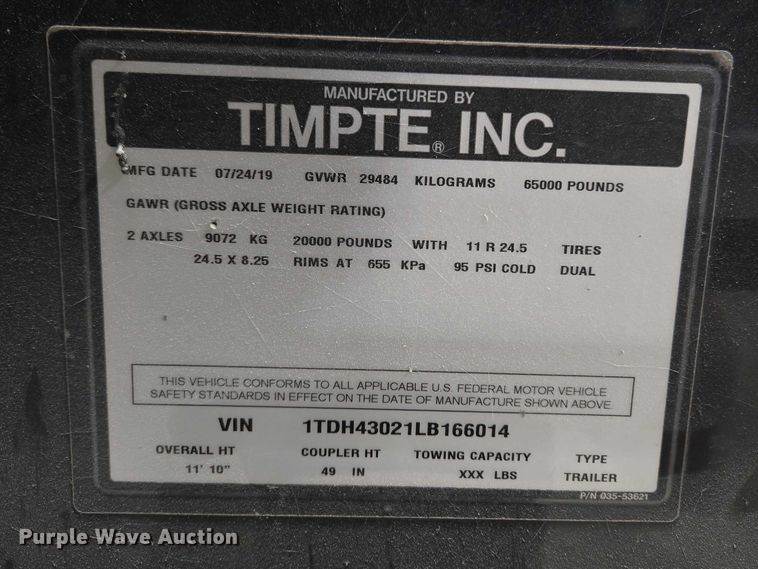 MANUFACTURED BY
TIMPTE® INC.
MFG DATE 07/24/19 GVWR 29484 KILOGRAMS 65000 POUNDS
GAWR (GROSS AXLE WEIGHT RATING)
2 AXLES 9072 KG 20000 POUNDS WITH 11 R 24.5 TIRES
24.5 X 8.25 RIMS AT 655 KPa 95 PSI COLD DUAL
THIS VEHICLE CONFORMS TO ALL APPLICABLE U.S. FEDERAL MOTOR VEHICLE
SAFETY STANDARDS IN EFFECT ON THE DATE OF MANUFACTURE SHOWN ABOVE
VIN 1TDH43021LB166014
OVERALL HT COUPLER HT TOWING CAPACITY TYPE
11' 10" 49 IN XXX LBS TRAILER
P/N 035-53621
Purple Wave Auction